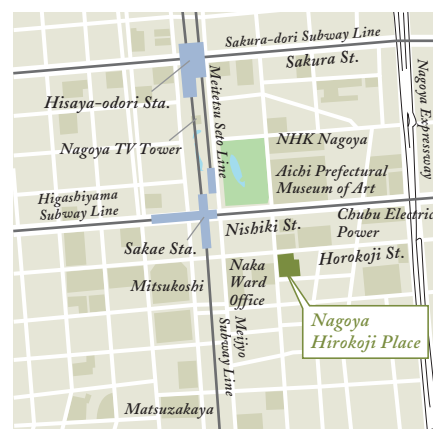 Sakura-dori Subway Line
Sakura St.
Hisaya-odori Sta.
Meitetsu Seto Line
Nagoya Expressway
Nagoya TV Tower
NHK Nagoya
Aichi Prefectural
Museum of Art
Higashiyama
Subway Line
Chubu Electric
Power
Nishiki St.
Sakae Sta.
Horokoji St.
Naka
Ward
Office
Mitsukoshi
Meijyo
Subway Line
Nagoya
Hirokoji Place
Matsuzakaya